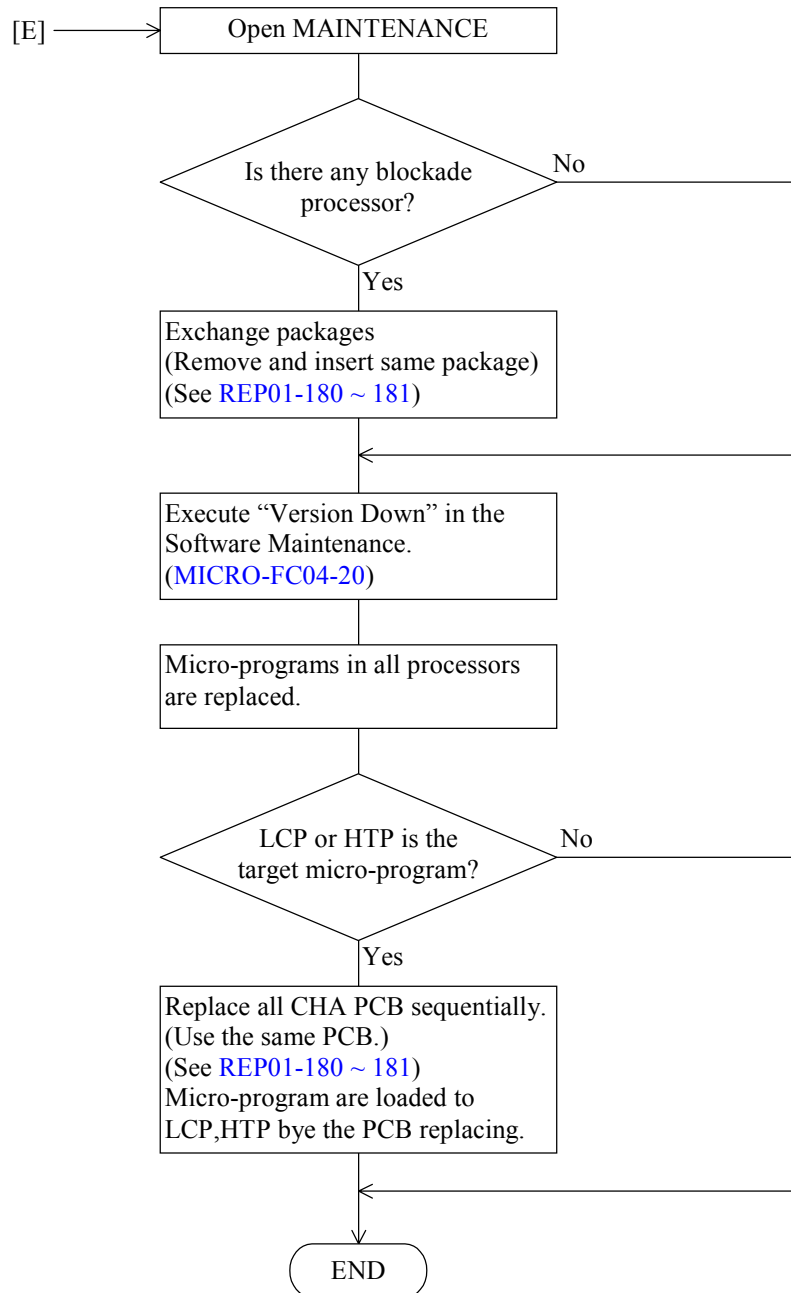 [E]
Open MAINTENANCE
Is there any blockade
processor?
No
Yes
Exchange packages
(Remove and insert same package)
(See REP01-180 ~ 181)
Execute “Version Down” in the
Software Maintenance.
(MICRO-FC04-20)
Micro-programs in all processors
are replaced.
LCP or HTP is the
target micro-program?
No
Yes
Replace all CHA PCB sequentially.
(Use the same PCB.)
(See REP01-180 ~ 181)
Micro-program are loaded to
LCP,HTP bye the PCB replacing.
END